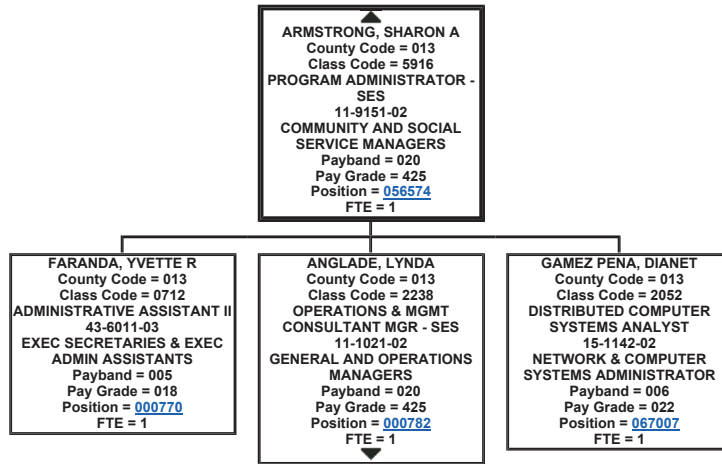 ARMSTRONG, SHARON A
County Code = 013
Class Code = 5916
PROGRAM ADMINISTRATOR -
SES
11-9151-02
COMMUNITY AND SOCIAL
SERVICE MANAGERS
Payband = 020
Pay Grade = 425
Position = 056574
FTE = 1
FARANDA, YVETTE R
County Code = 013
Class Code = 0712
ADMINISTRATIVE ASSISTANT II
43-6011-03
EXEC SECRETARIES & EXEC
ADMIN ASSISTANTS
Payband = 005
Pay Grade = 018
Position = 000770
FTE = 1
ANGLADE, LYNDA
County Code = 013
Class Code = 2238
OPERATIONS & MGMT
CONSULTANT MGR - SES
11-1021-02
GENERAL AND OPERATIONS
MANAGERS
Payband = 020
Pay Grade = 425
Position = 000782
FTE = 1
GAMEZ PENA, DIANET
County Code = 013
Class Code = 2052
DISTRIBUTED COMPUTER
SYSTEMS ANALYST
15-1142-02
NETWORK & COMPUTER
SYSTEMS ADMINISTRATOR
Payband = 006
Pay Grade = 022
Position = 067007
FTE = 1